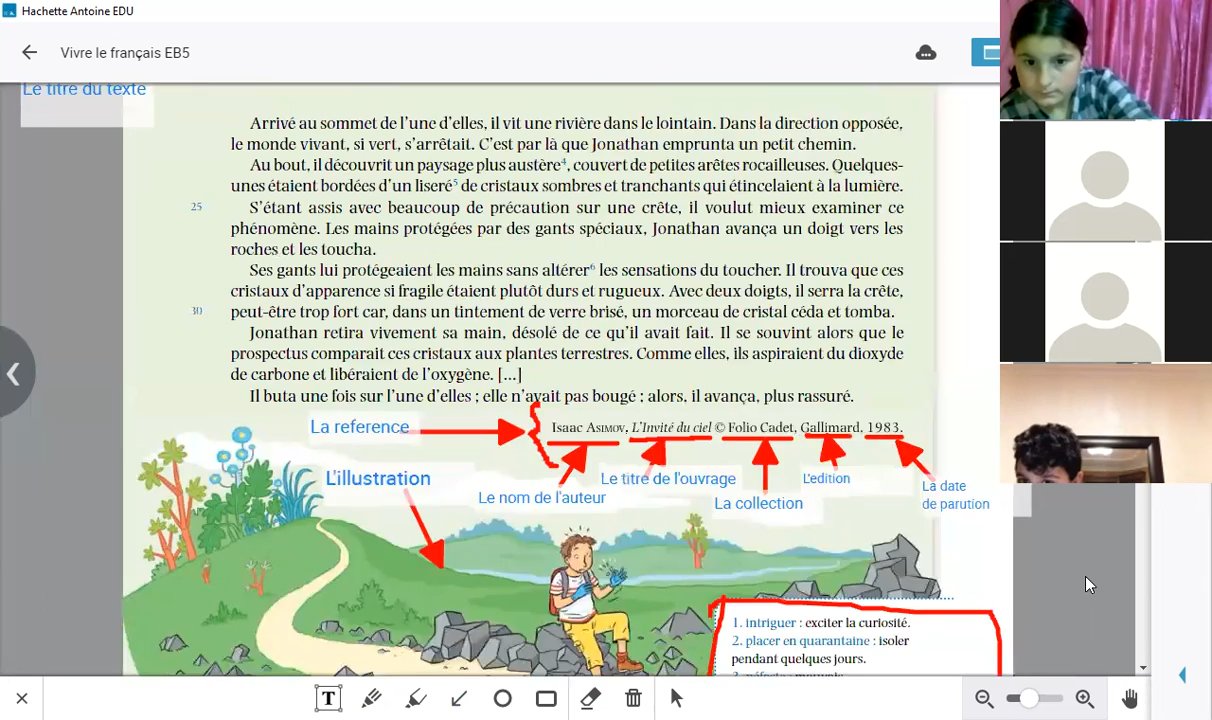 Hachette Antoine EDU
Vivre le français EB5
Le titre du texte
Arrivé au sommet de l'une d'elles, il vit une rivière dans le lointain. Dans la direction opposée,
le monde vivant, si vert, s'arrêtait. C'est par là que Jonathan emprunta un petit chemin.
Au bout, il découvrit un paysage plus austère⁴, couvert de petites arêtes rocailleuses. Quelques-
unes étaient bordées d'un liseré⁵ de cristaux sombres et tranchants qui étincelaient à la lumière.
25 S'étant assis avec beaucoup de précaution sur une crête, il voulut mieux examiner ce
phénomène. Les mains protégées par des gants spéciaux, Jonathan avança un doigt vers les
roches et les toucha.
Ses gants lui protégeaient les mains sans altérer⁶ les sensations du toucher. Il trouva que ces
cristaux d'apparence si fragile étaient plutôt durs et rugueux. Avec deux doigts, il serra la crête,
30 peut-être trop fort car, dans un tintement de verre brisé, un morceau de cristal céda et tomba.
Jonathan retira vivement sa main, désolé de ce qu'il avait fait. Il se souvint alors que le
prospectus comparait ces cristaux aux plantes terrestres. Comme elles, ils aspiraient du dioxyde
de carbone et libéraient de l'oxygène. [...]
Il buta une fois sur l'une d'elles ; elle n'avait pas bougé ; alors, il avança, plus rassuré.
La reference
Isaac Asimov, L'Invité du ciel © Folio Cadet, Gallimard, 1983.
L'illustration
Le nom de l'auteur
Le titre de l'ouvrage
La collection
L'edition
La date
de parution
1. intriguer : exciter la curiosité.
2. placer en quarantaine : isoler
pendant quelques jours.
T